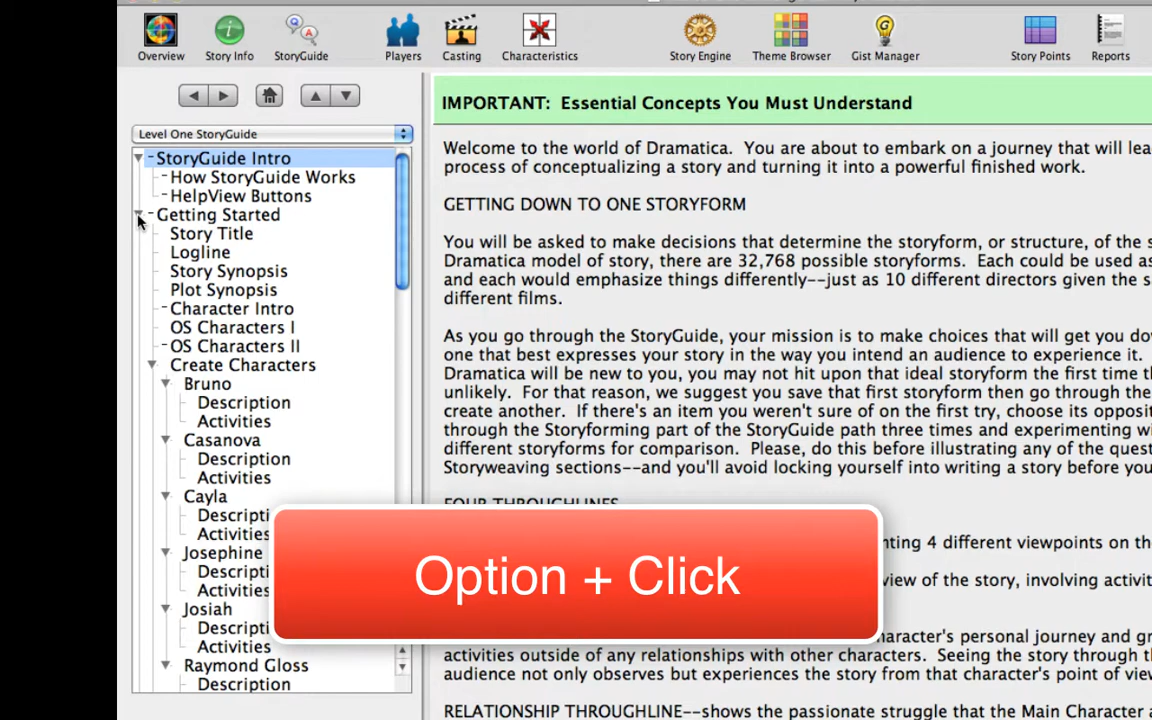 Overview
Story Info
StoryGuide
Players
Casting
Characteristics
Story Engine
Theme Browser
Gist Manager
Story Points
Reports
Level One StoryGuide
StoryGuide Intro
How StoryGuide Works
HelpView Buttons
Getting Started
Story Title
Logline
Story Synopsis
Plot Synopsis
Character Intro
OS Characters I
OS Characters II
Create Characters
Bruno
Description
Activities
Casanova
Description
Activities
Cayla
Descripti
Activities
Josephine
Descripti
Activities
Josiah
Descripti
Activities
Raymond Gloss
Description
IMPORTANT:  Essential Concepts You Must Understand
Welcome to the world of Dramatica.  You are about to embark on a journey that will lea
process of conceptualizing a story and turning it into a powerful finished work.
GETTING DOWN TO ONE STORYFORM
You will be asked to make decisions that determine the storyform, or structure, of the s
Dramatica model of story, there are 32,768 possible storyforms.  Each could be used as
and each would emphasize things differently--just as 10 different directors given the s
different films.
As you go through the StoryGuide, your mission is to make choices that will get you dov
one that best expresses your story in the way you intend an audience to experience it.
Dramatica will be new to you, you may not hit upon that ideal storyform the first time th
unlikely.  For that reason, we suggest you save that first storyform then go through the
create another.  If there's an item you weren't sure of on the first try, choose its opposit
through the Storyforming part of the StoryGuide path three times and experimenting wi
different storyforms for comparison.  Please, do this before illustrating any of the quest
Storyweaving sections--and you'll avoid locking yourself into writing a story before you
FOUR THROUGHLINES
nting 4 different viewpoints on the
view of the story, involving activit
haracter's personal journey and gr
activities outside of any relationships with other characters.  Seeing the story through th
audience not only observes but experiences the story from that character's point of view
RELATIONSHIP THROUGHLINE--shows the passionate struggle that the Main Character a
Option + Click